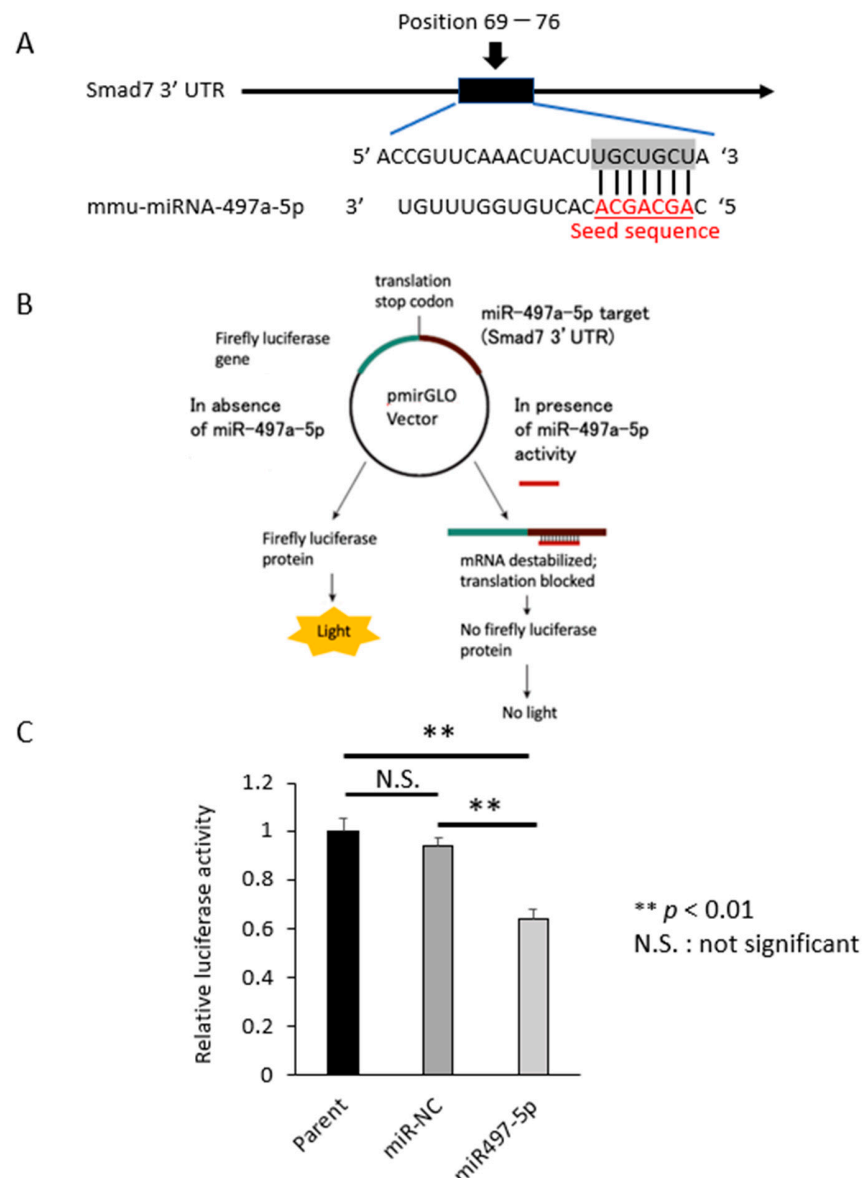 A
Position 69 – 76
Smad7 3’ UTR
5’ ACCGUUCAAACUACUUGCUGCUA ‘3
mmu-miRNA-497a-5p 3’ UGUUUGGUGUCACACGACGAC ‘5
Seed sequence
B
translation
stop codon
miR-497a-5p target
(Smad7 3’ UTR)
Firefly luciferase
gene
pmirGLO
Vector
In absence
of miR-497a-5p
In presence
of miR-497a-5p
activity
Firefly luciferase
protein
mRNA destabilized;
translation blocked
Light
No firefly luciferase
protein
No light
C
**
N.S.
**
Relative luciferase activity
1.2
1
0.8
0.6
0.4
0.2
0
Parent
miR-NC
miR497-5p
** p < 0.01
N.S. : not significant